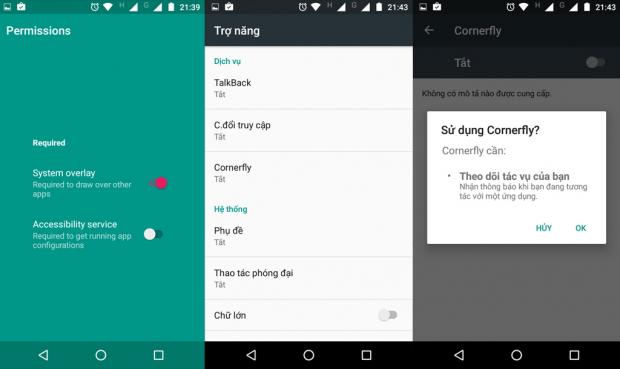 H G 21:39
Permissions
Required
System overlay
Required to draw over other
apps
Accessibility service
Required to get running app
configurations
H G 21:43
Trợ năng
Dịch vụ
TalkBack
Tắt
C.đổi truy cập
Tắt
Cornerfly
Tắt
Hệ thống
Phụ đề
Tắt
Thao tác phóng đại
Tắt
Chữ lớn
H G 21:43
Cornerfly
Tắt
Không có mô tả nào được cung cấp.
Sử dụng Cornerfly?
Cornerfly cần:
• Theo dõi tác vụ của bạn
Nhận thông báo khi bạn đang tương
tác với một ứng dụng.
HỦY OK